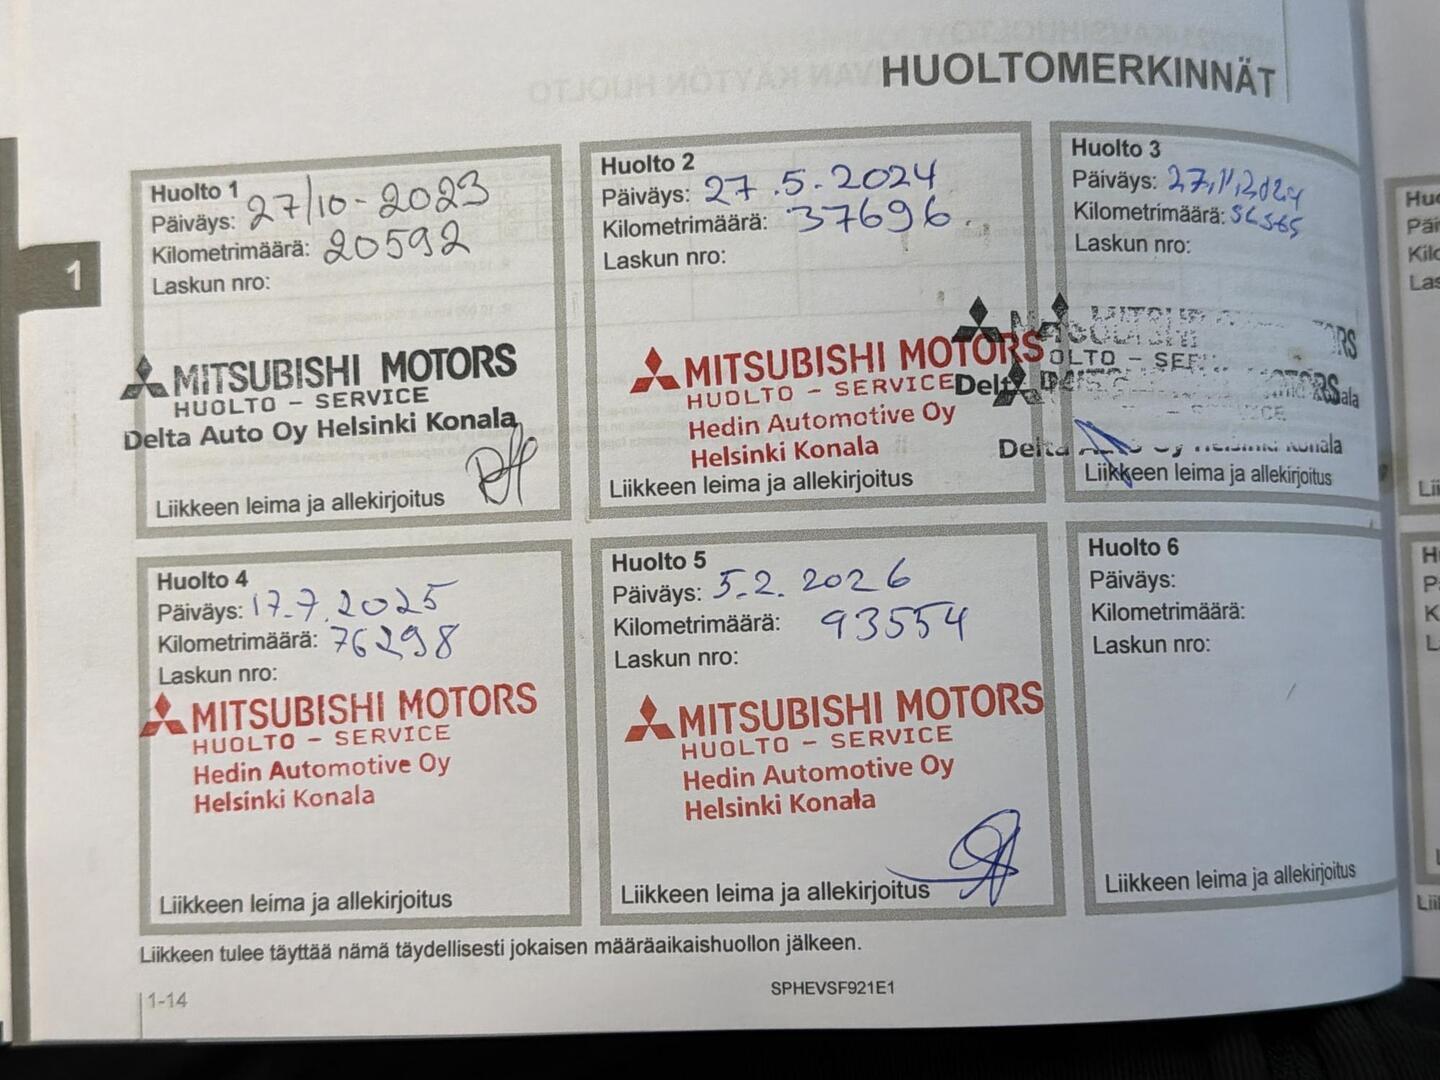 HUOLTOMERKINNÄT
1
Huolto 1
Päiväys: 27/10-2023
Kilometrimäärä: 20592
Laskun nro:
MITSUBISHI MOTORS
HUOLTO - SERVICE
Delta Auto Oy Helsinki Konala
Liikkeen leima ja allekirjoitus
Huolto 2
Päiväys: 27.5.2024
Kilometrimäärä: 37696
Laskun nro:
MITSUBISHI MOTORS
HUOLTO - SERVICE
Hedin Automotive Oy
Helsinki Konala
Liikkeen leima ja allekirjoitus
Huolto 3
Päiväys: 27.11.2024
Kilometrimäärä:
Laskun nro:
Delta
Liikkeen leima ja allekirjoitus
Huolto 4
Päiväys: 17.7.2025
Kilometrimäärä: 76298
Laskun nro:
MITSUBISHI MOTORS
HUOLTO - SERVICE
Hedin Automotive Oy
Helsinki Konala
Liikkeen leima ja allekirjoitus
Huolto 5
Päiväys: 5.2.2026
Kilometrimäärä: 93554
Laskun nro:
MITSUBISHI MOTORS
HUOLTO - SERVICE
Hedin Automotive Oy
Helsinki Konala
Liikkeen leima ja allekirjoitus
Huolto 6
Päiväys:
Kilometrimäärä:
Laskun nro:
Liikkeen leima ja allekirjoitus
Liikkeen tulee täyttää nämä täydellisesti jokaisen määräaikaishuollon jälkeen.
1-14
SPHEVSF921E1